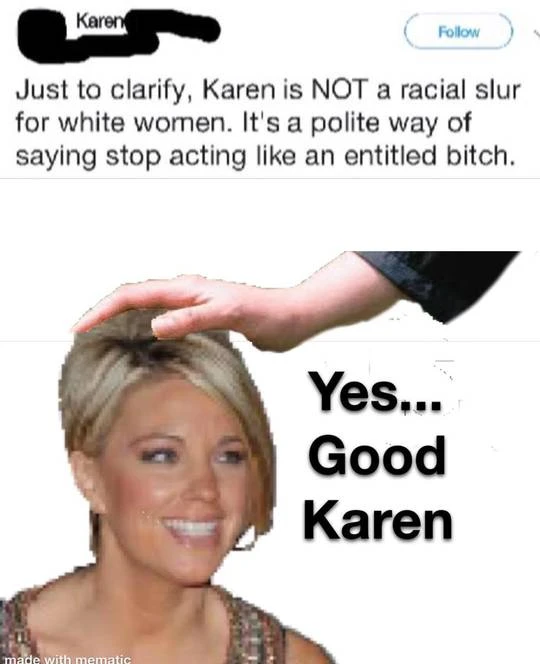 Karen
Follow
Just to clarify, Karen is NOT a racial slur
for white women. It's a polite way of
saying stop acting like an entitled bitch.
Yes...
Good
Karen
made with mematic